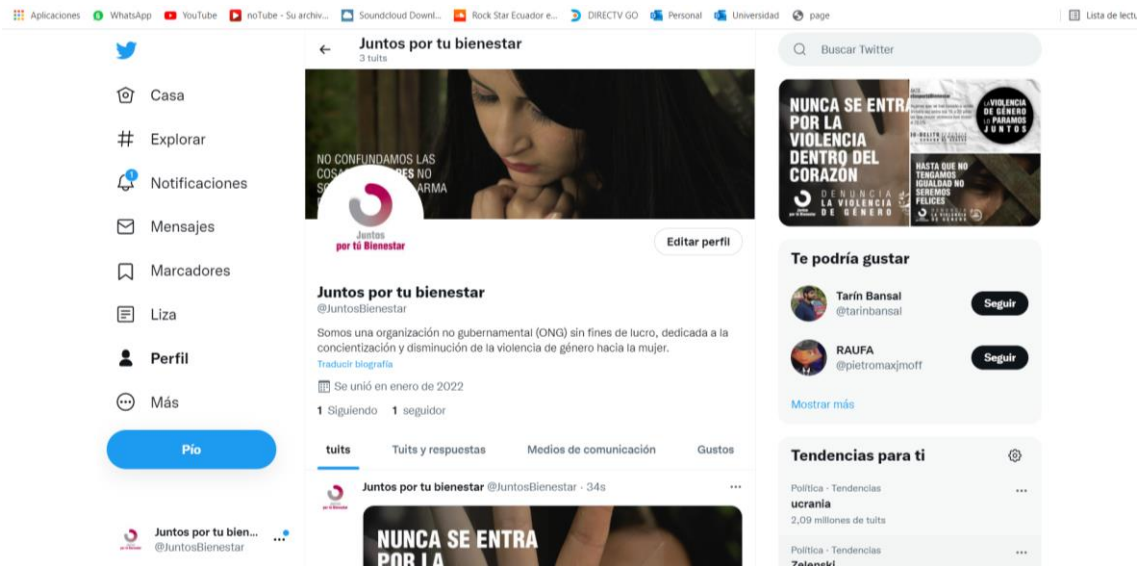 Aplicaciones
WhatsApp
YouTube
noTube - Su archiv...
Soundcloud Downl...
Rock Star Ecuador e...
DIRECTV GO
Personal
Universidad
page
Lista de lectu
Juntos por tu bienestar
3 tuits
Casa
Explorar
1
Notificaciones
Mensajes
Marcadores
Liza
Perfil
Más
Pío
Juntos por tu bien...
@JuntosBienestar
NO CONFUNDAMOS LAS
NO
ARMA
Juntos
por tú Bienestar
Editar perfil
Juntos por tu bienestar
@JuntosBienestar
Somos una organización no gubernamental (ONG) sin fines de lucro, dedicada a la
concientización y disminución de la violencia de género hacia la mujer.
Traducir biografía
Se unió en enero de 2022
1 Siguiendo 1 seguidor
tuits
Tuits y respuestas
Medios de comunicación
Gustos
Juntos por tu bienestar @JuntosBienestar · 34s
NUNCA SE ENTRA
POR LA
Buscar Twitter
NUNCA SE ENTRA
POR LA
VIOLENCIA
DENTRO DEL
CORAZÓN
DENUNCIA
LA VIOLENCIA
DE GÉNERO
LA VIOLENCIA
DE GÉNERO
LO PARAMOS
JUNTOS
HASTA QUE NO
TENGAMOS
IGUALDAD NO
SEREMOS
FELICES
Te podría gustar
Tarín Bansal
@tarinbansal
Seguir
RAUFA
@pietromaxjmoff
Seguir
Mostrar más
Tendencias para ti
Política · Tendencias
ucrania
2,09 millones de tuits
Política · Tendencias
Zelenski